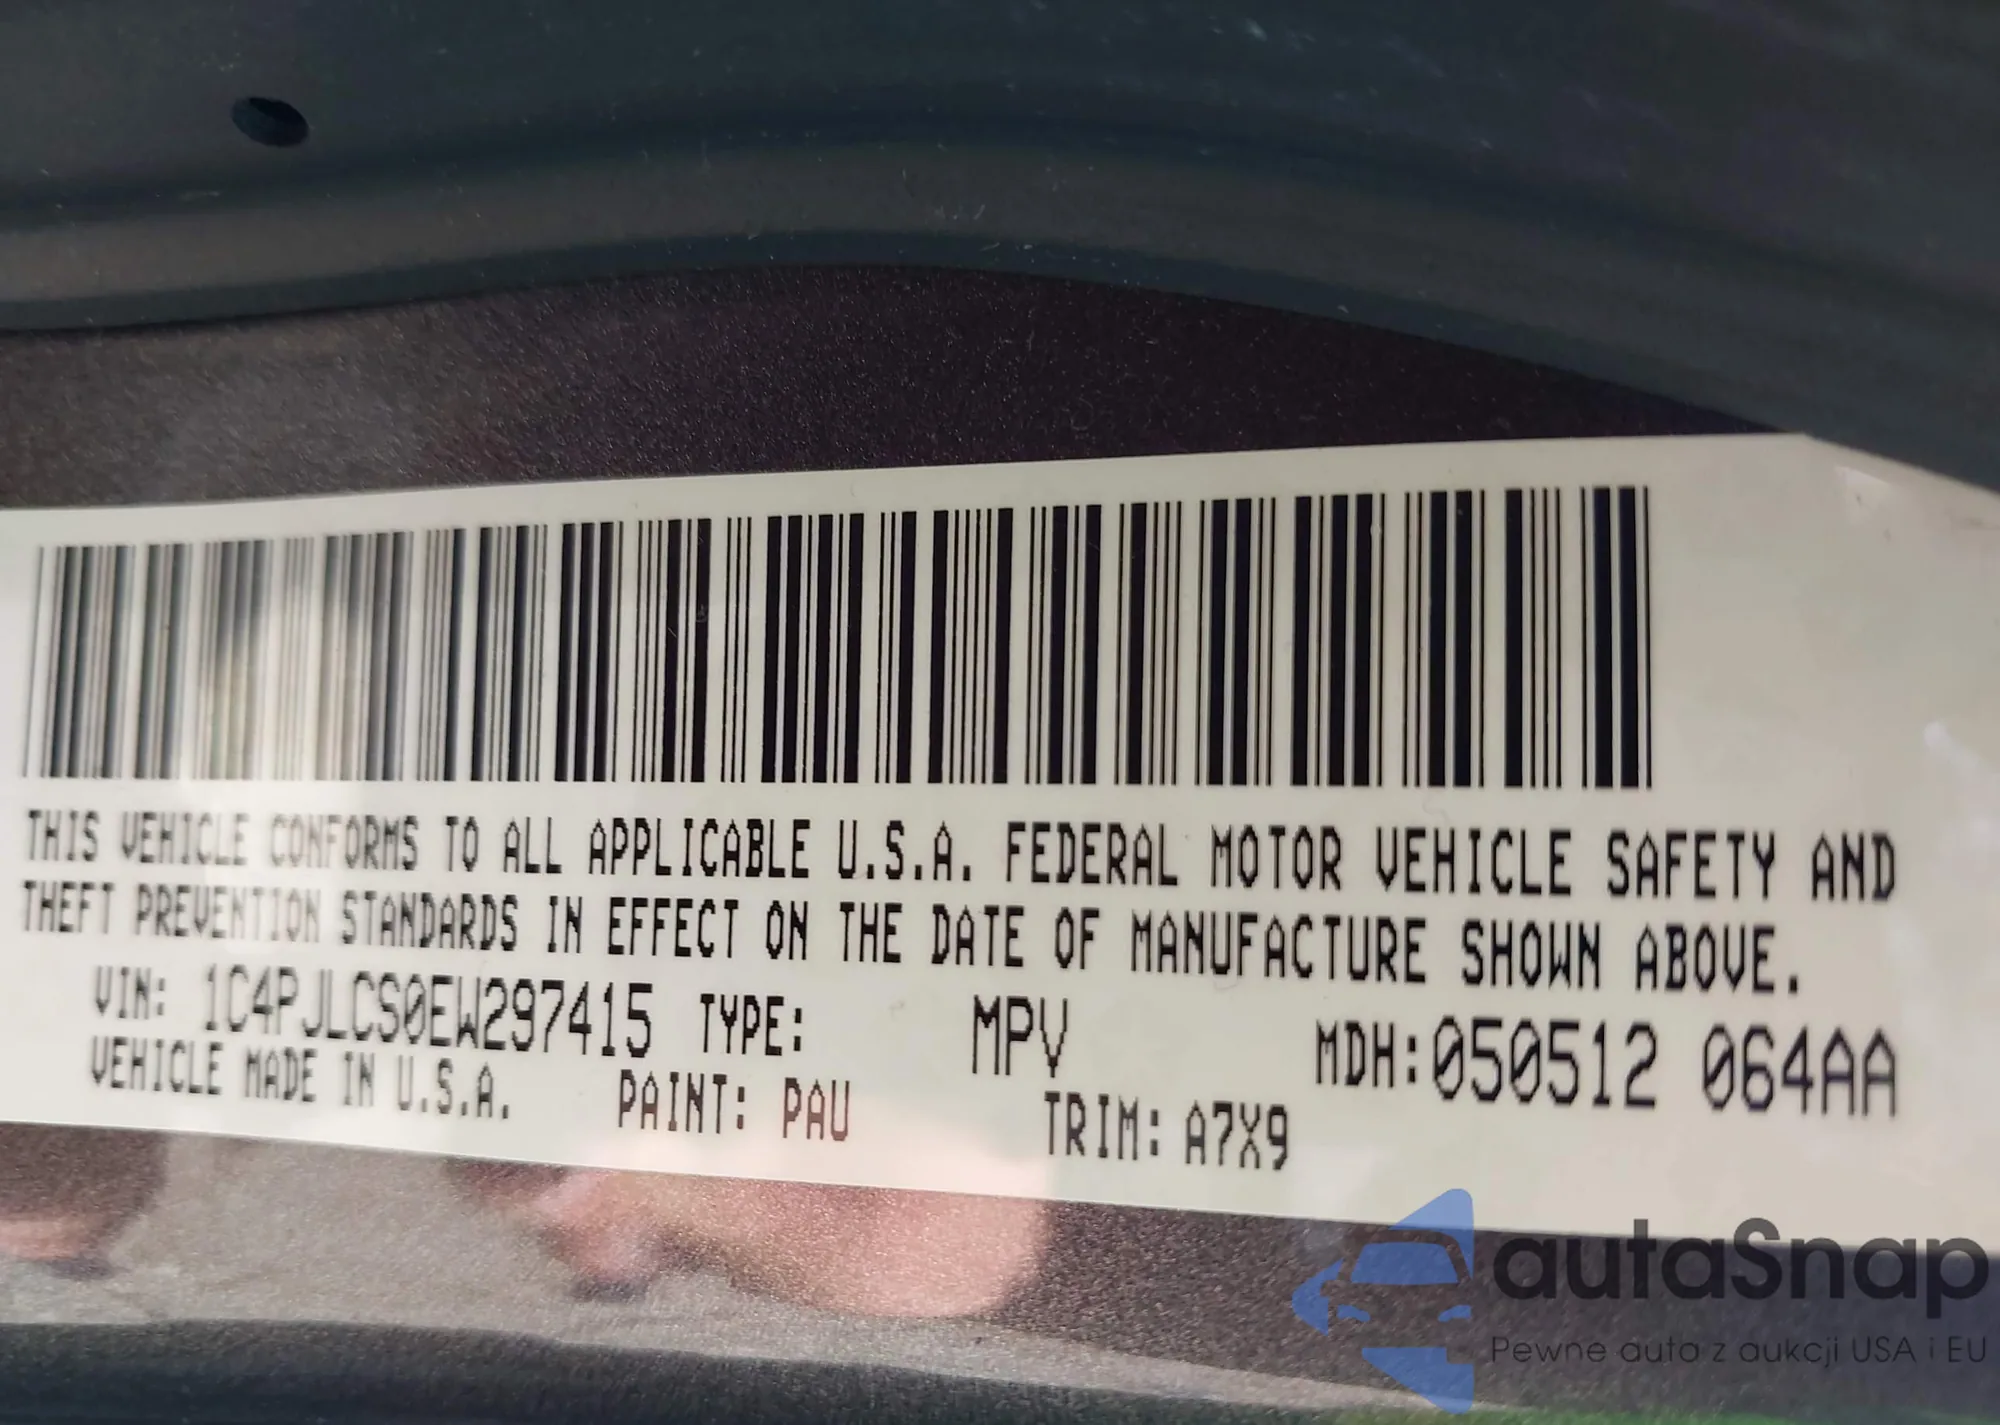 THIS VEHICLE CONFORMS TO ALL APPLICABLE U.S.A. FEDERAL MOTOR VEHICLE SAFETY AND
THEFT PREVENTION STANDARDS IN EFFECT ON THE DATE OF MANUFACTURE SHOWN ABOVE.
VIN: 1C4PJLCS0EW297415 TYPE: MPV MDH:050512 064AA
VEHICLE MADE IN U.S.A. PAINT: PAU TRIM: A7X9
autaSnap
Pewne auta z aukcji USA i EU